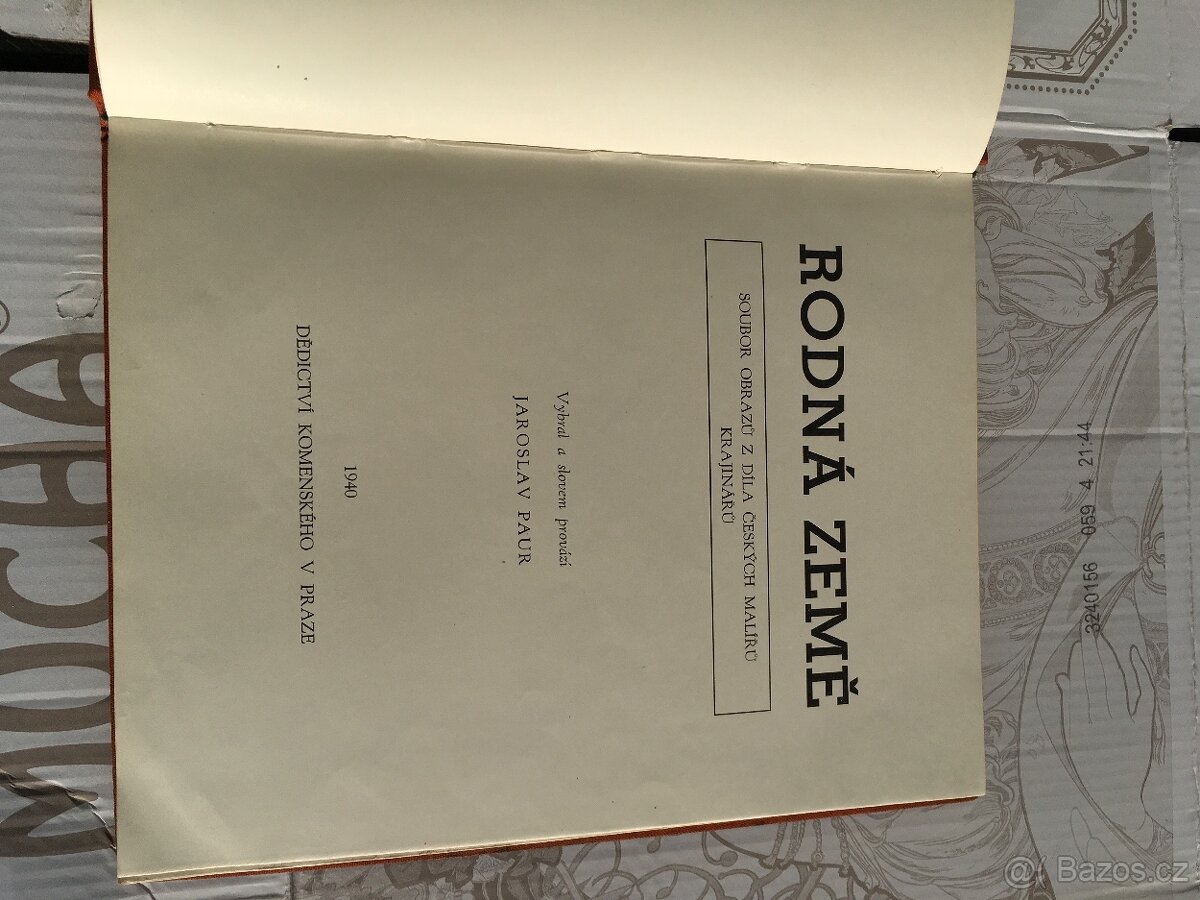 RODNÁ ZEMĚ
SOUBOR OBRAZŮ Z DÍLA ČESKÝCH MALÍŘŮ
KRAJINÁŘŮ
Vybral a slovem provází
JAROSLAV PAUR
1940
DĚDICTVÍ KOMENSKÉHO V PRAZE
3240156 059 4 21:44
MUCHA
Bazos.cz